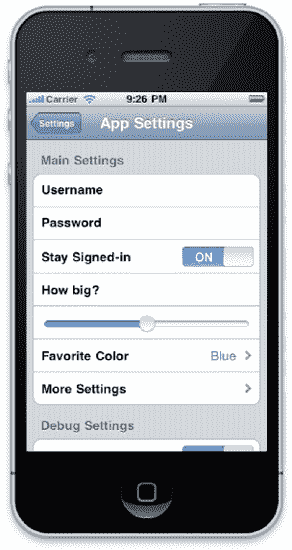 Carrier 9:26 PM
Settings App Settings
Main Settings
Username
Password
Stay Signed-in ON
How big?
Favorite Color Blue
More Settings
Debug Settings